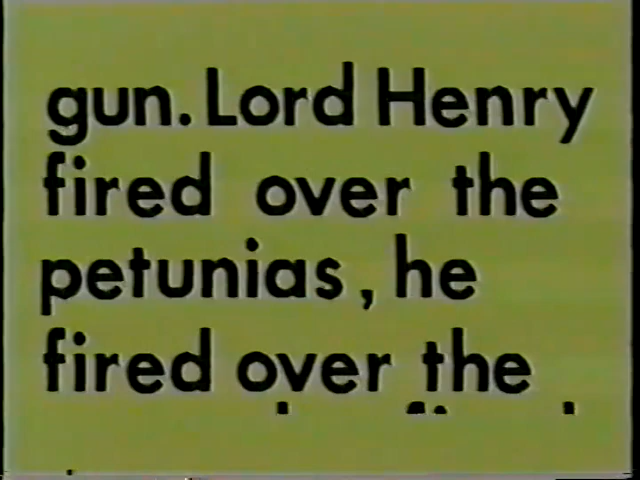 gun. Lord Henry
fired over the
petunias, he
fired over the